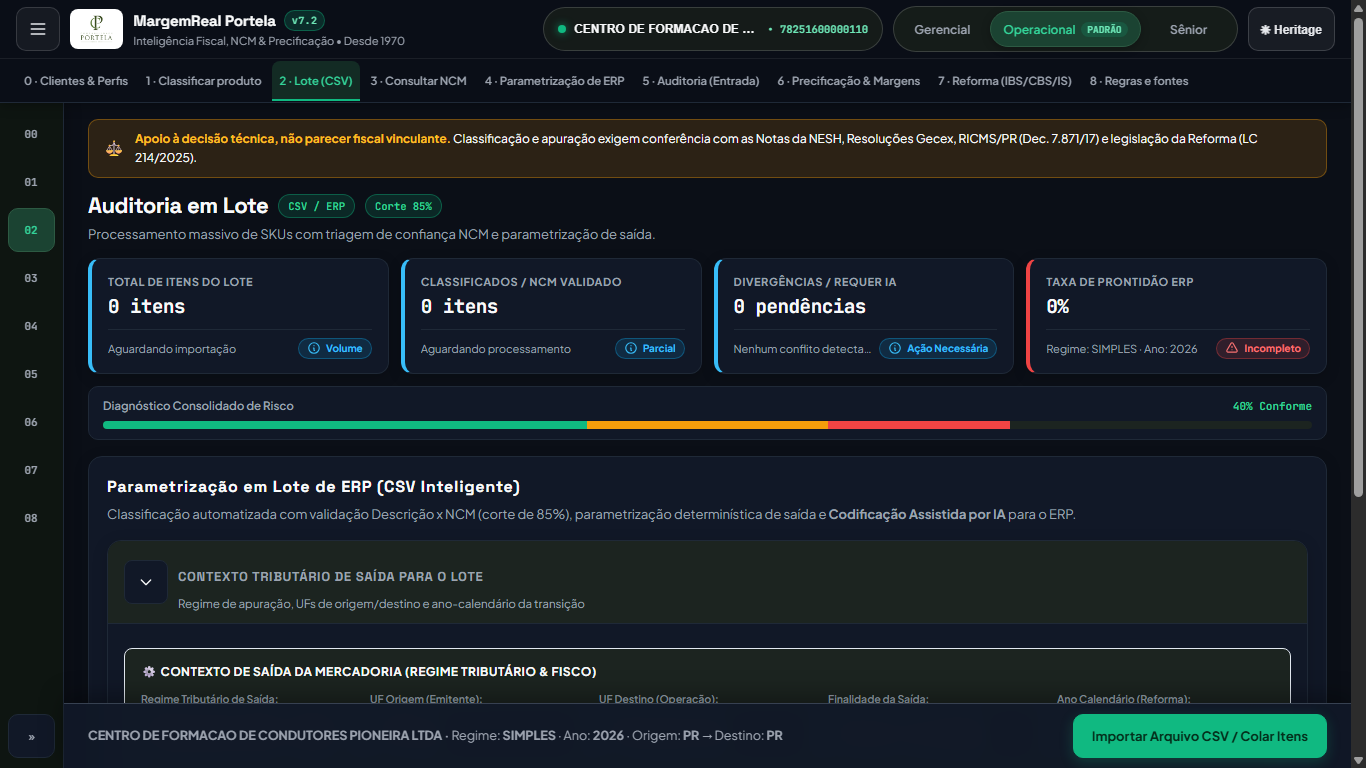 PORTELA
MargemReal Portela v7.2
Inteligência Fiscal, NCM & Precificação • Desde 1970
CENTRO DE FORMACAO DE ... • 78251600000110
Gerencial
Operacional PADRÃO
Sênior
Heritage
0 · Clientes & Perfis
1 · Classificar produto
2 · Lote (CSV)
3 · Consultar NCM
4 · Parametrização de ERP
5 · Auditoria (Entrada)
6 · Precificação & Margens
7 · Reforma (IBS/CBS/IS)
8 · Regras e fontes
00
01
02
03
04
05
06
07
08
»
Apoio à decisão técnica, não parecer fiscal vinculante. Classificação e apuração exigem conferência com as Notas da NESH, Resoluções Gecex, RICMS/PR (Dec. 7.871/17) e legislação da Reforma (LC
214/2025).
Auditoria em Lote CSV / ERP Corte 85%
Processamento massivo de SKUs com triagem de confiança NCM e parametrização de saída.
TOTAL DE ITENS DO LOTE
0 itens
Aguardando importação Volume
CLASSIFICADOS / NCM VALIDADO
0 itens
Aguardando processamento Parcial
DIVERGÊNCIAS / REQUER IA
0 pendências
Nenhum conflito detecta... Ação Necessária
TAXA DE PRONTIDÃO ERP
0%
Regime: SIMPLES · Ano: 2026 Incompleto
Diagnóstico Consolidado de Risco 40% Conforme
Parametrização em Lote de ERP (CSV Inteligente)
Classificação automatizada com validação Descrição x NCM (corte de 85%), parametrização determinística de saída e Codificação Assistida por IA para o ERP.
CONTEXTO TRIBUTÁRIO DE SAÍDA PARA O LOTE
Regime de apuração, UFs de origem/destino e ano-calendário da transição
CONTEXTO DE SAÍDA DA MERCADORIA (REGIME TRIBUTÁRIO & FISCO)
Regime Tributário de Saída: UF Origem (Emitente): UF Destino (Operação): Finalidade da Saída: Ano Calendário (Reforma):
CENTRO DE FORMACAO DE CONDUTORES PIONEIRA LTDA · Regime: SIMPLES · Ano: 2026 · Origem: PR → Destino: PR
Importar Arquivo CSV / Colar Itens